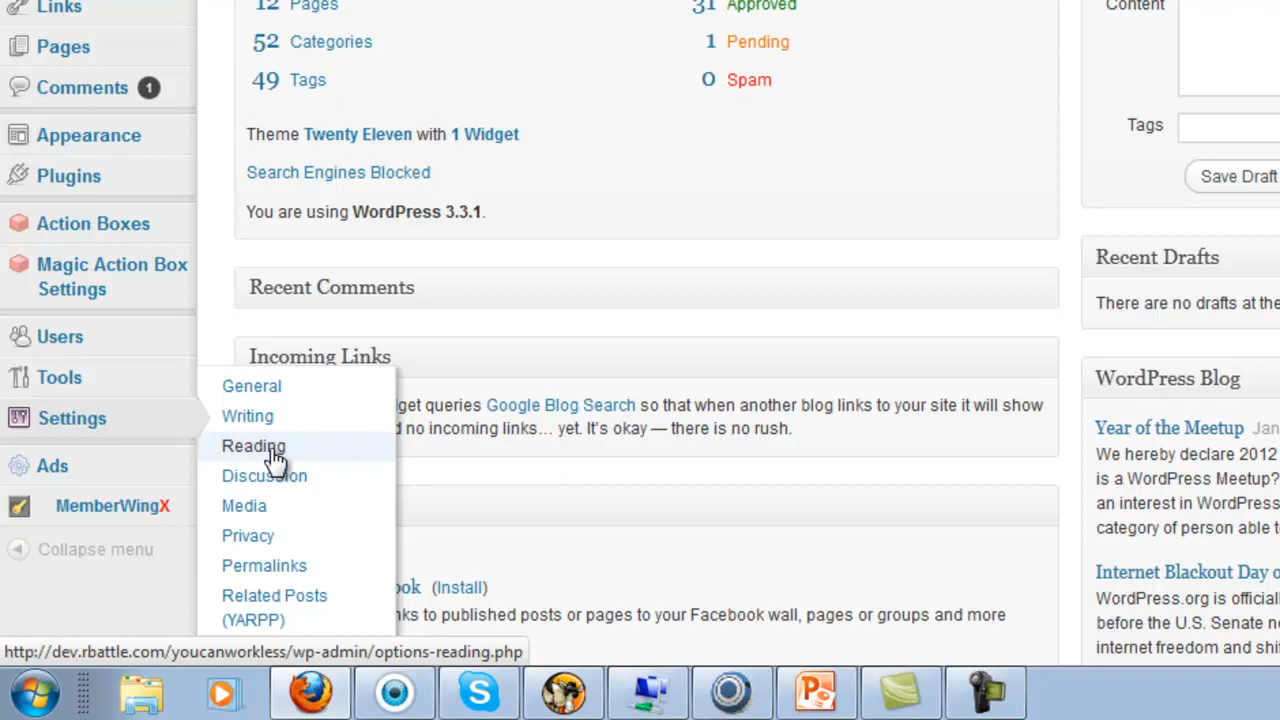 Links
Pages
Comments 1
Appearance
Plugins
Action Boxes
Magic Action Box
Settings
Users
Tools
Settings
Ads
MemberWingX
Collapse menu
General
Writing
Reading
Discussion
Media
Privacy
Permalinks
Related Posts
(YARPP)
12 Pages
52 Categories
49 Tags
31 Approved
1 Pending
0 Spam
Theme Twenty Eleven with 1 Widget
Search Engines Blocked
You are using WordPress 3.3.1.
Recent Comments
Incoming Links
queries Google Blog Search so that when another blog links to your site it will show
no incoming links… yet. It's okay — there is no rush.
(Install)
to published posts or pages to your Facebook wall, pages or groups and more
Content
Tags
Save Draft
Recent Drafts
There are no drafts at the
WordPress Blog
Year of the Meetup Jan
We hereby declare 2012
is a WordPress Meetup?
an interest in WordPress
category of person able
Internet Blackout Day
WordPress.org is
before the U.S. Senate
internet freedom and
http://dev.rbattle.com/youcanworkless/wp-admin/options-reading.php